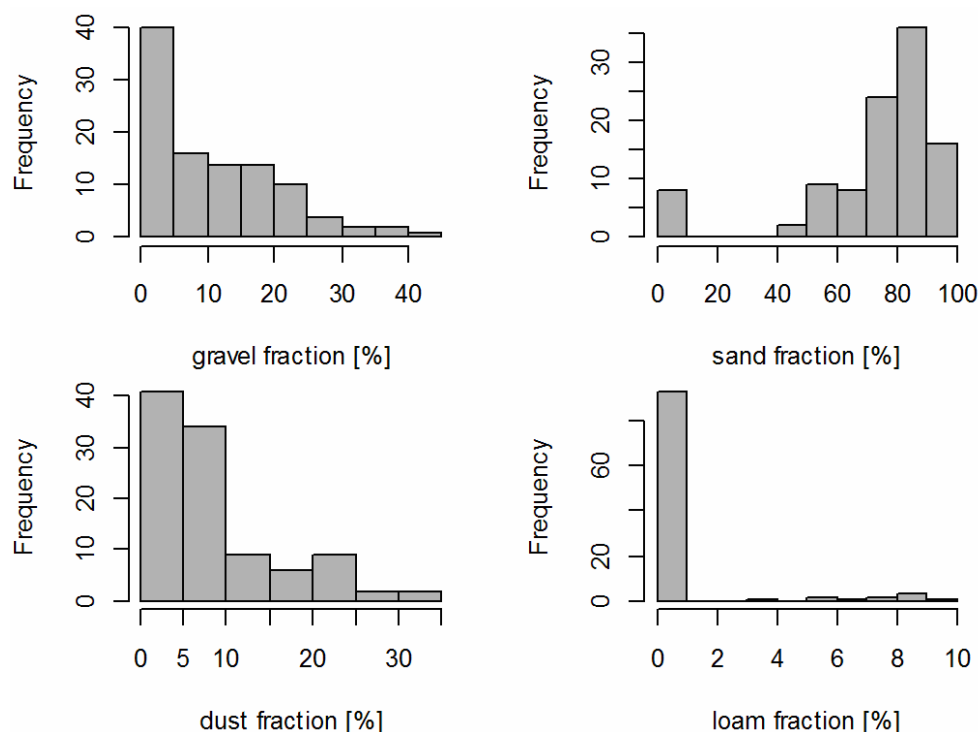 Frequency
0 10 20 30 40
0 10 20 30 40
gravel fraction [%]
Frequency
0 10 20 30
0 20 40 60 80 100
sand fraction [%]
Frequency
0 10 20 30 40
0 5 10 20 30
dust fraction [%]
Frequency
0 20 60
0 2 4 6 8 10
loam fraction [%]